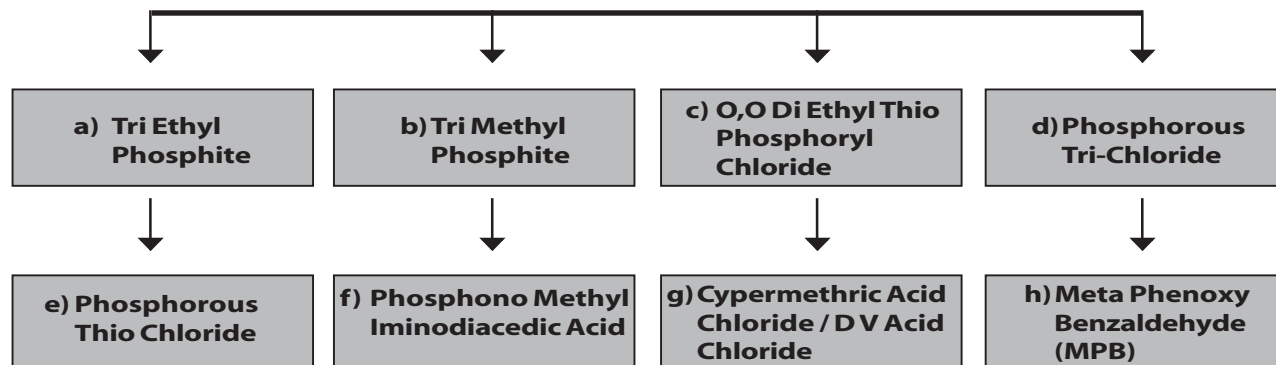 a) Tri Ethyl
Phosphite
b) Tri Methyl
Phosphite
c) O,O Di Ethyl Thio
Phosphoryl
Chloride
d) Phosphorous
Tri-Chloride
e) Phosphorous
Thio Chloride
f) Phosphono Methyl
Iminodiacedic Acid
g) Cypermethric Acid
Chloride / D V Acid
Chloride
h) Meta Phenoxy
Benzaldehyde
(MPB)